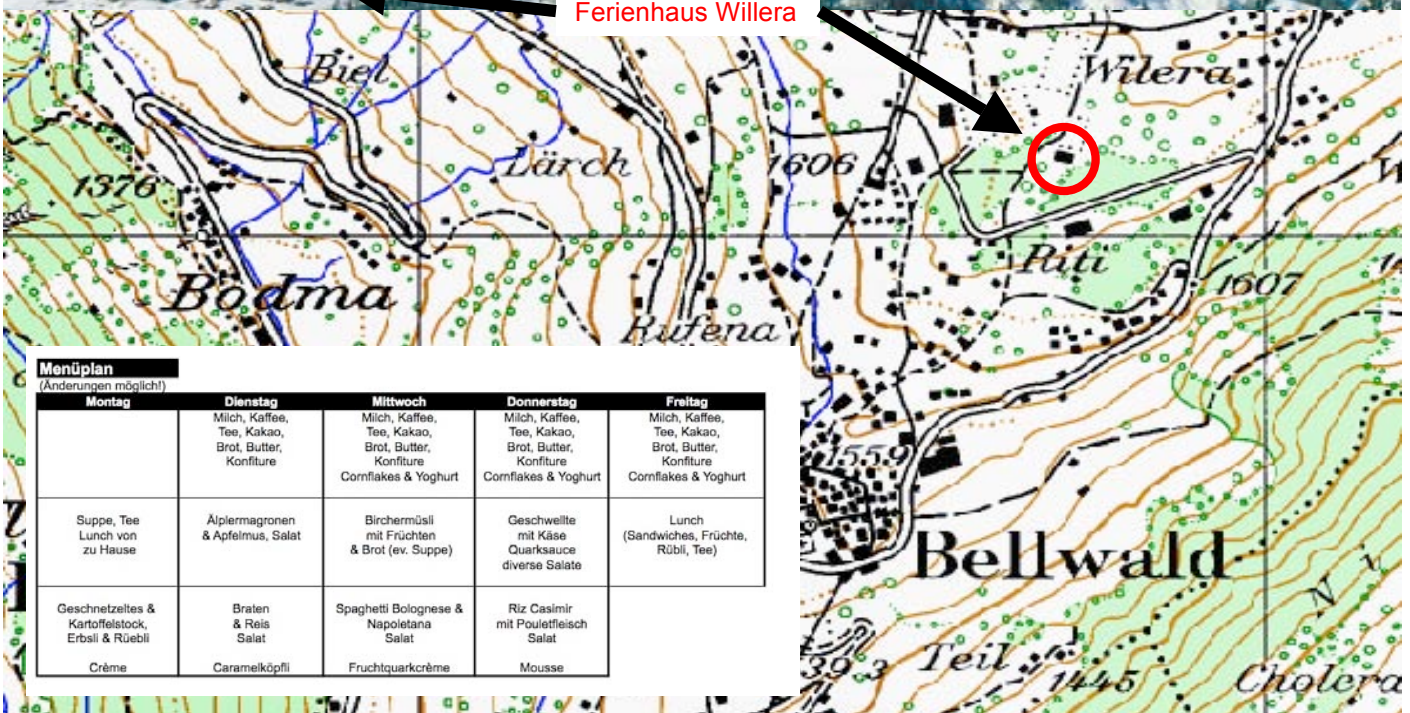 Ferienhaus Willera
Biel
Wilera
Lärch
1606
1376
Bodma
Riti
1607
Rufena
1559
Bellwald
Teil
1445
Cholera
Menüplan
(Änderungen möglich!)
Montag Dienstag Mittwoch Donnerstag Freitag
Milch, Kaffee, Milch, Kaffee, Milch, Kaffee, Milch, Kaffee,
Tee, Kakao, Tee, Kakao, Tee, Kakao, Tee, Kakao,
Brot, Butter, Brot, Butter, Brot, Butter, Brot, Butter,
Konfiture Konfiture Konfiture Konfiture
Cornflakes & Yoghurt Cornflakes & Yoghurt Cornflakes & Yoghurt
Suppe, Tee Älplermagronen Birchermüsli Geschwellte Lunch
Lunch von & Apfelmus, Salat mit Früchten mit Käse (Sandwiches, Früchte,
zu Hause & Brot (ev. Suppe) Quarksauce Rübli, Tee)
diverse Salate
Geschnetzeltes & Braten Spaghetti Bolognese & Riz Casimir
Kartoffelstock, & Reis Napoletana mit Pouletfleisch
Erbsli & Rüebli Salat Salat Salat
Crème Caramelköpfli Fruchtquarkcrème Mousse